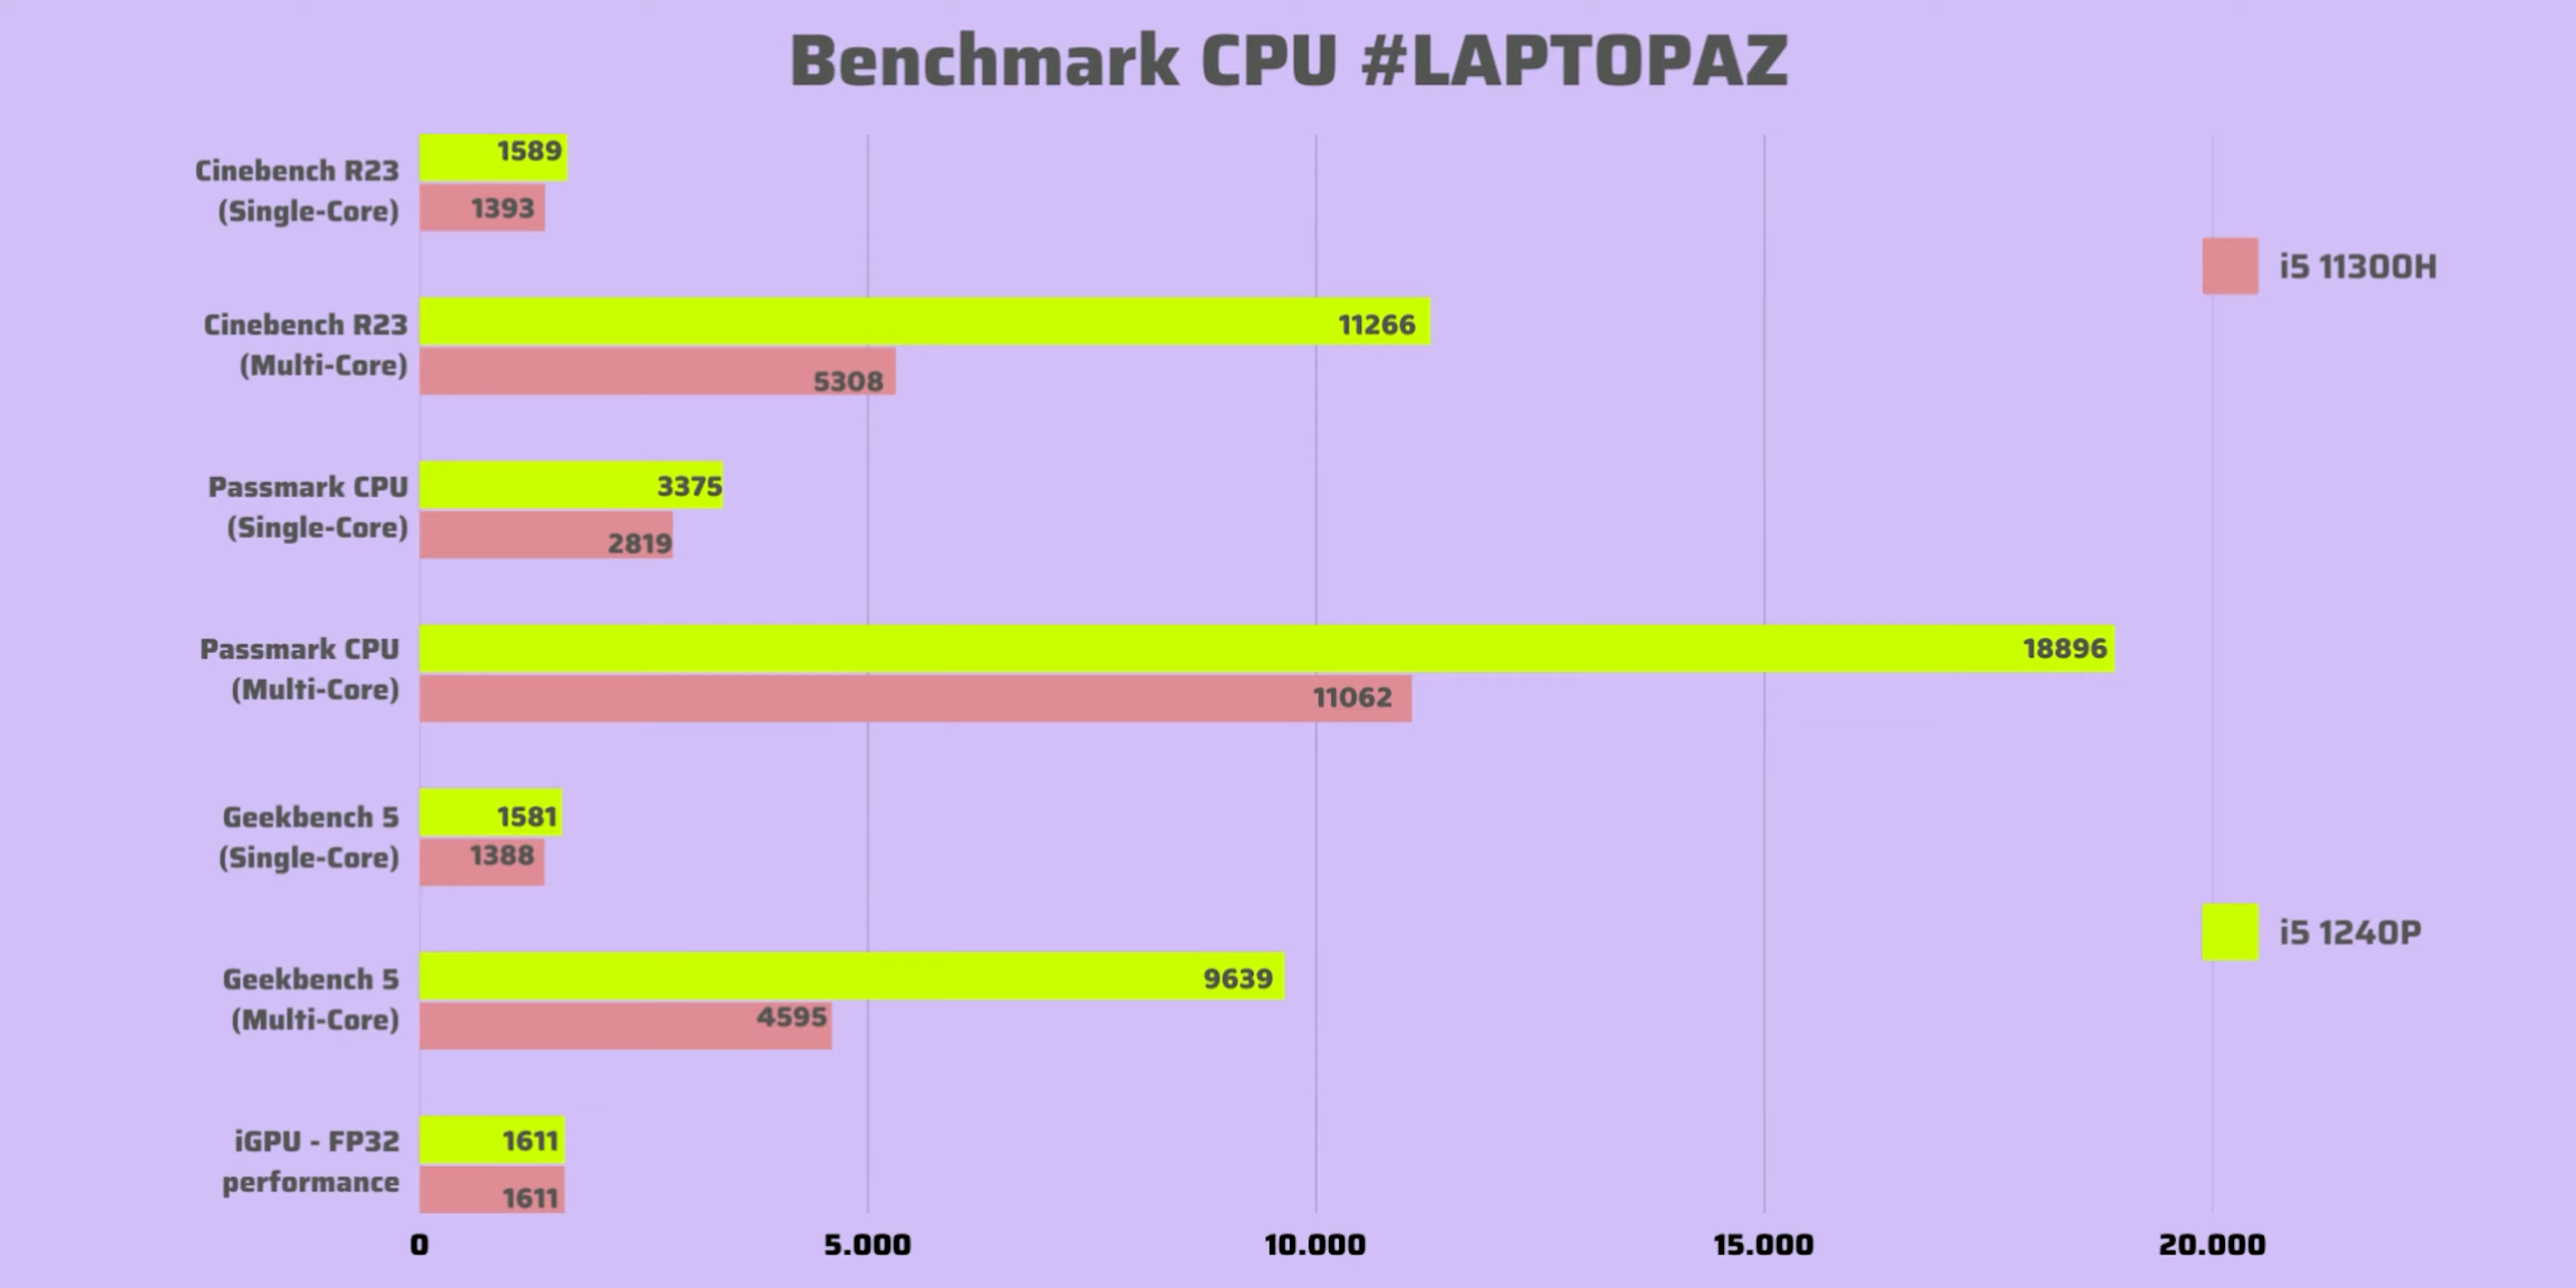 Benchmark CPU #LAPTOPAZ
Cinebench R23
(Single-Core)
1589
1393
Cinebench R23
(Multi-Core)
11266
5308
Passmark CPU
(Single-Core)
3375
2819
Passmark CPU
(Multi-Core)
18896
11062
Geekbench 5
(Single-Core)
1581
1388
Geekbench 5
(Multi-Core)
9639
4595
iGPU - FP32
performance
1611
1611
0 5.000 10.000 15.000 20.000
i5 11300H
i5 1240P